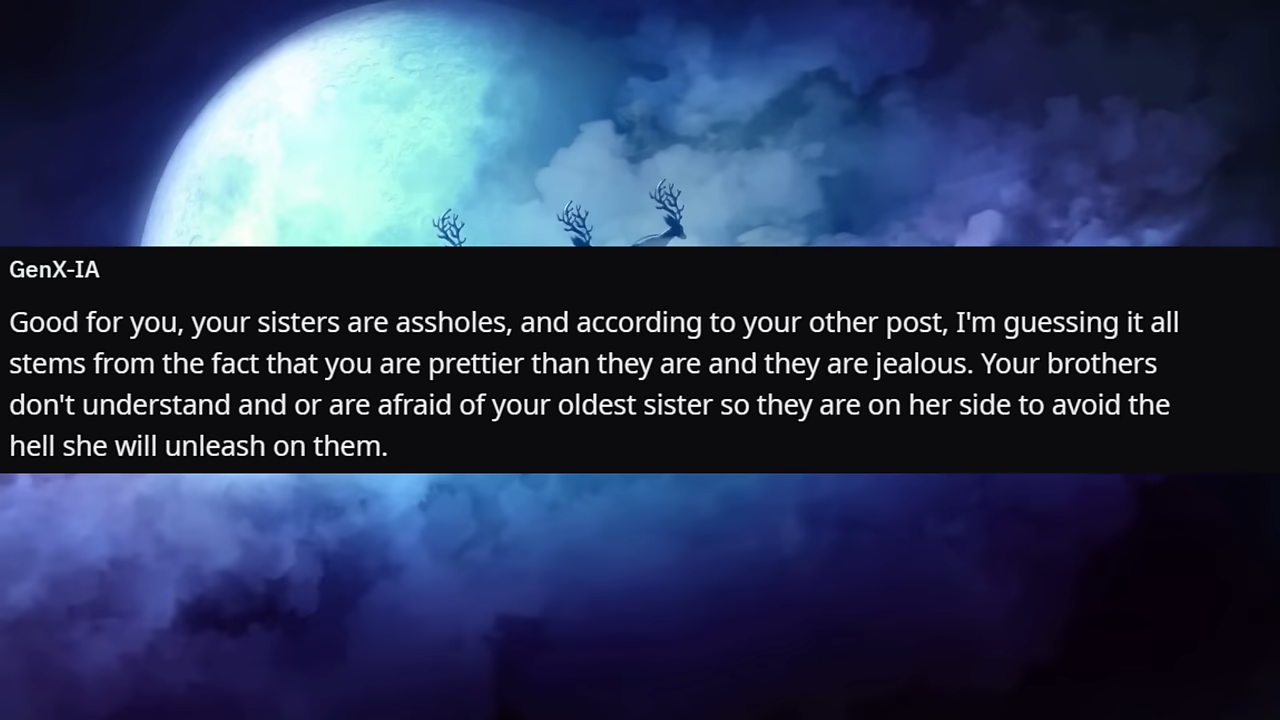 GenX-IA
Good for you, your sisters are assholes, and according to your other post, I'm guessing it all
stems from the fact that you are prettier than they are and they are jealous. Your brothers
don't understand and or are afraid of your oldest sister so they are on her side to avoid the
hell she will unleash on them.